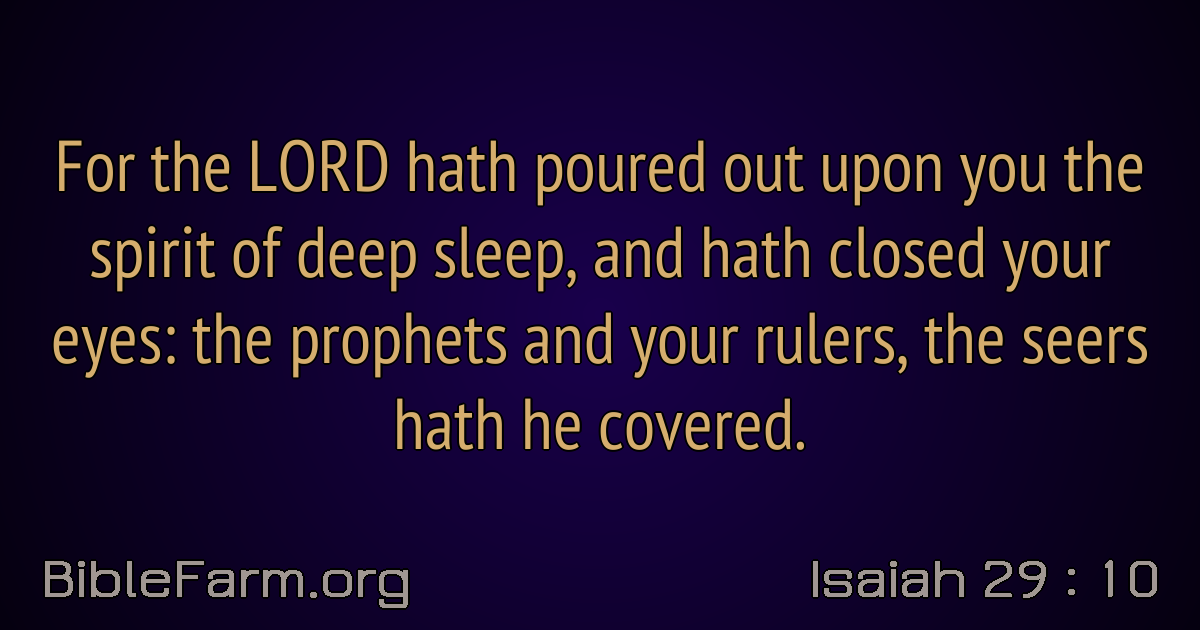 For the LORD hath poured out upon you the
spirit of deep sleep, and hath closed your
eyes: the prophets and your rulers, the seers
hath he covered.
BibleFarm.org
Isaiah 29 : 10